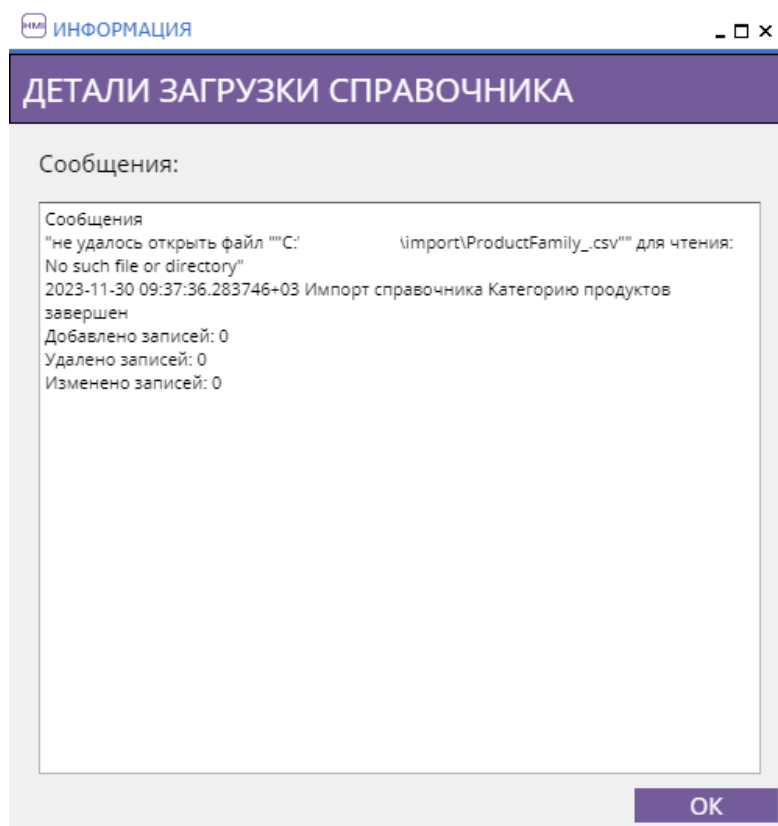 HMI ИНФОРМАЦИЯ
ДЕТАЛИ ЗАГРУЗКИ СПРАВОЧНИКА
Сообщения:
Сообщения
"не удалось открыть файл ""C:' \import\ProductFamily_.csv"" для чтения:
No such file or directory"
2023-11-30 09:37:36.283746+03 Импорт справочника Категорию продуктов
завершен
Добавлено записей: 0
Удалено записей: 0
Изменено записей: 0
ОК